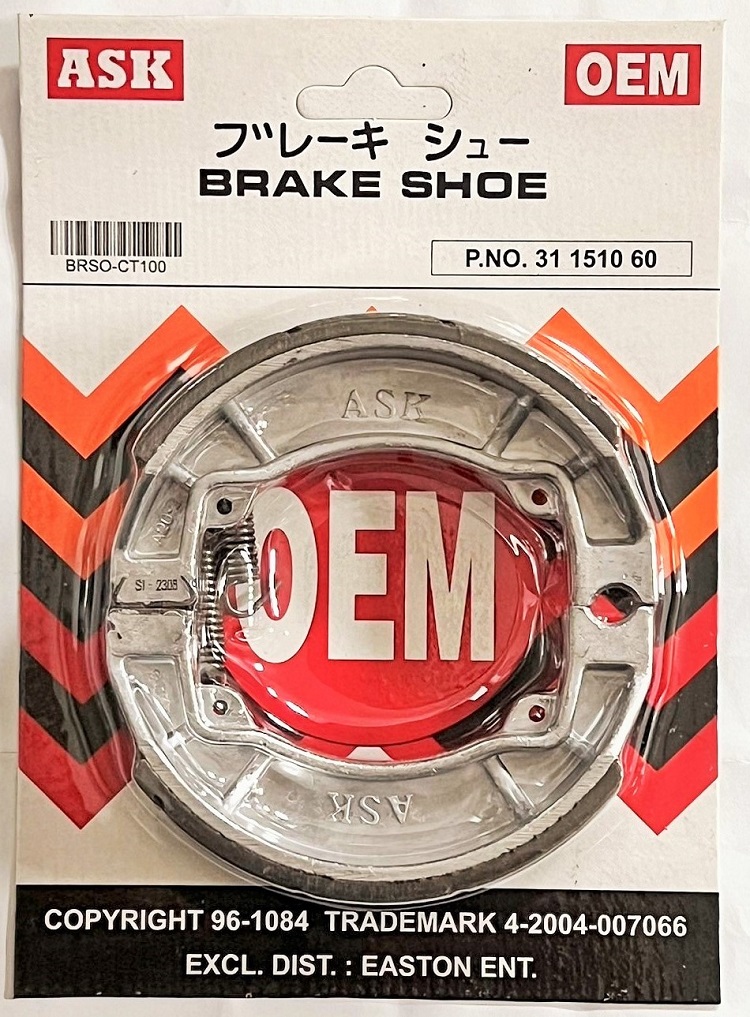 ASK
OEM
ブレーキ シュー
BRAKE SHOE
BRSO-CT100
P.NO. 31 1510 60
ASK
OEM
SI - 230B
ASK
COPYRIGHT 96-1084 TRADEMARK 4-2004-007066
EXCL. DIST. : EASTON ENT.